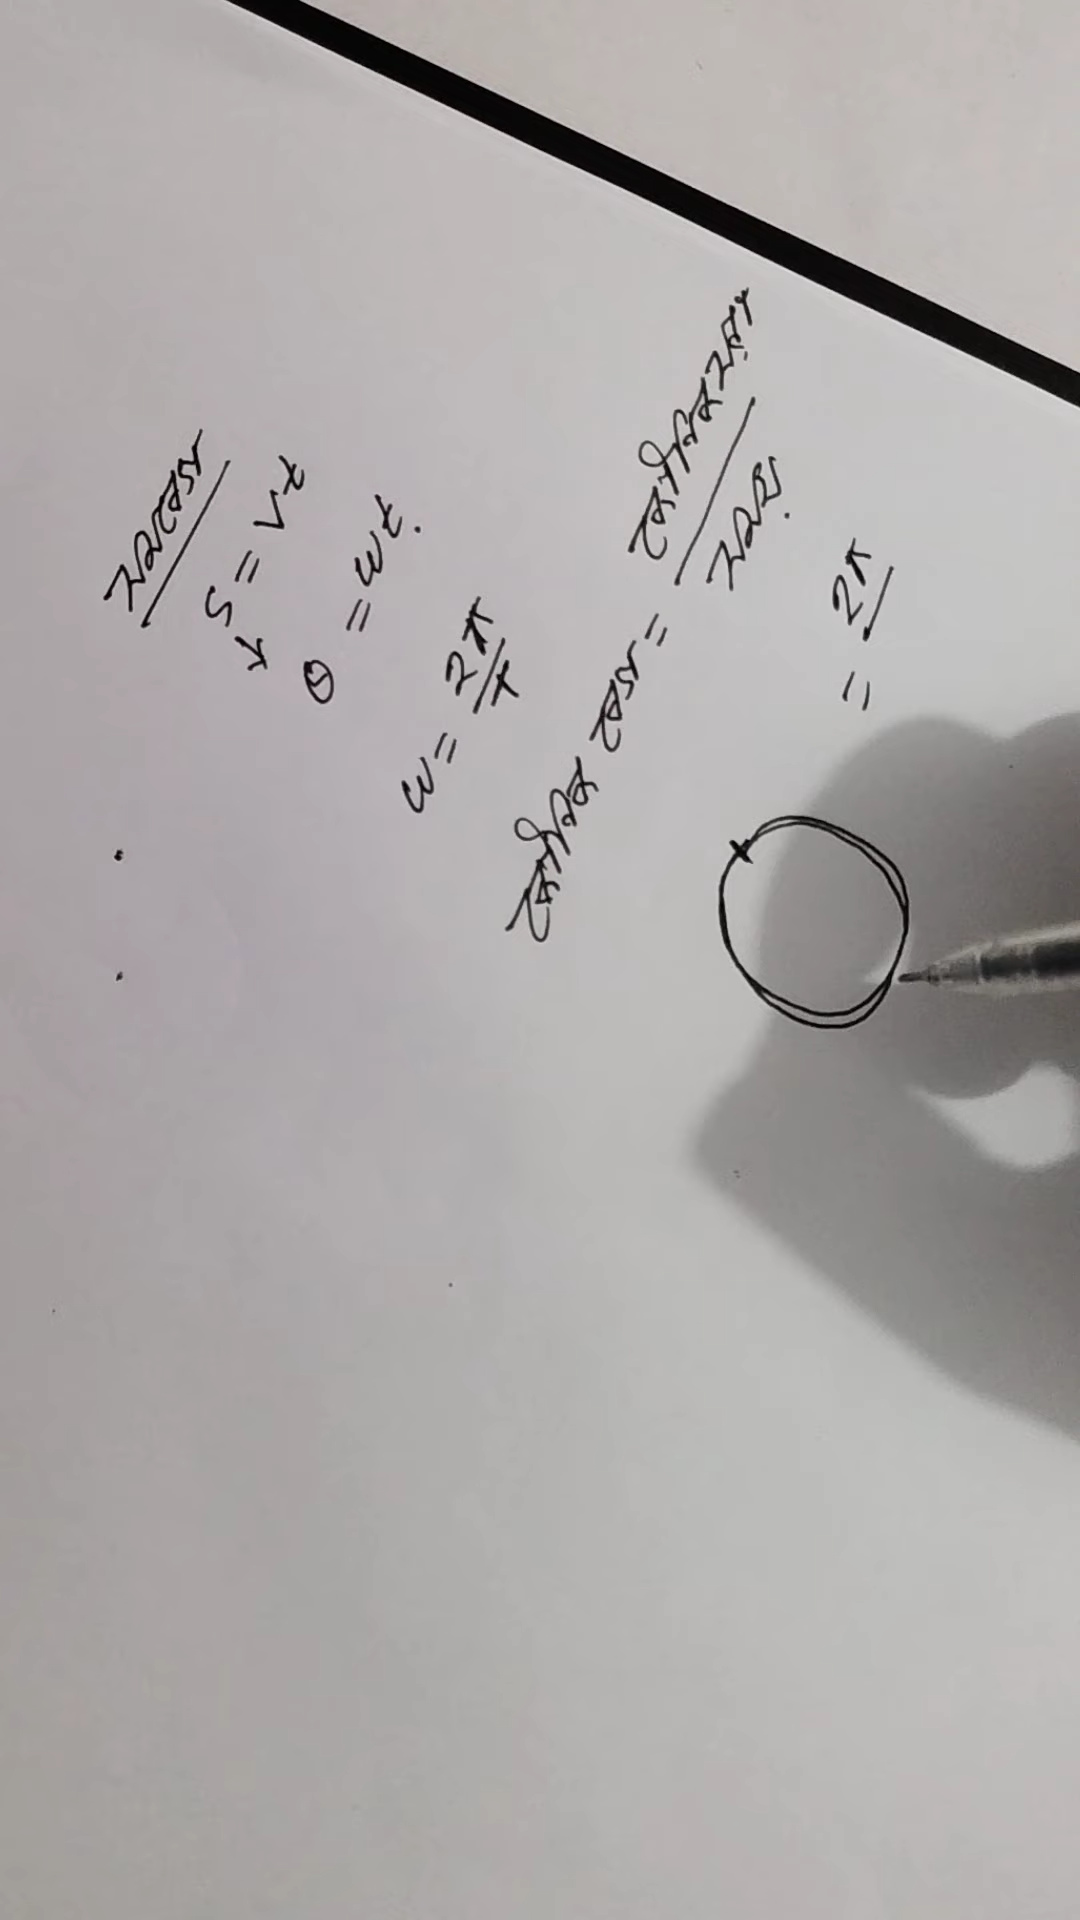 সমবেগে
S = vt
θ = ωt.
ω = 2π/T
কৌনিক বেগ = কৌনিক সরণ/সময়
= 2π/